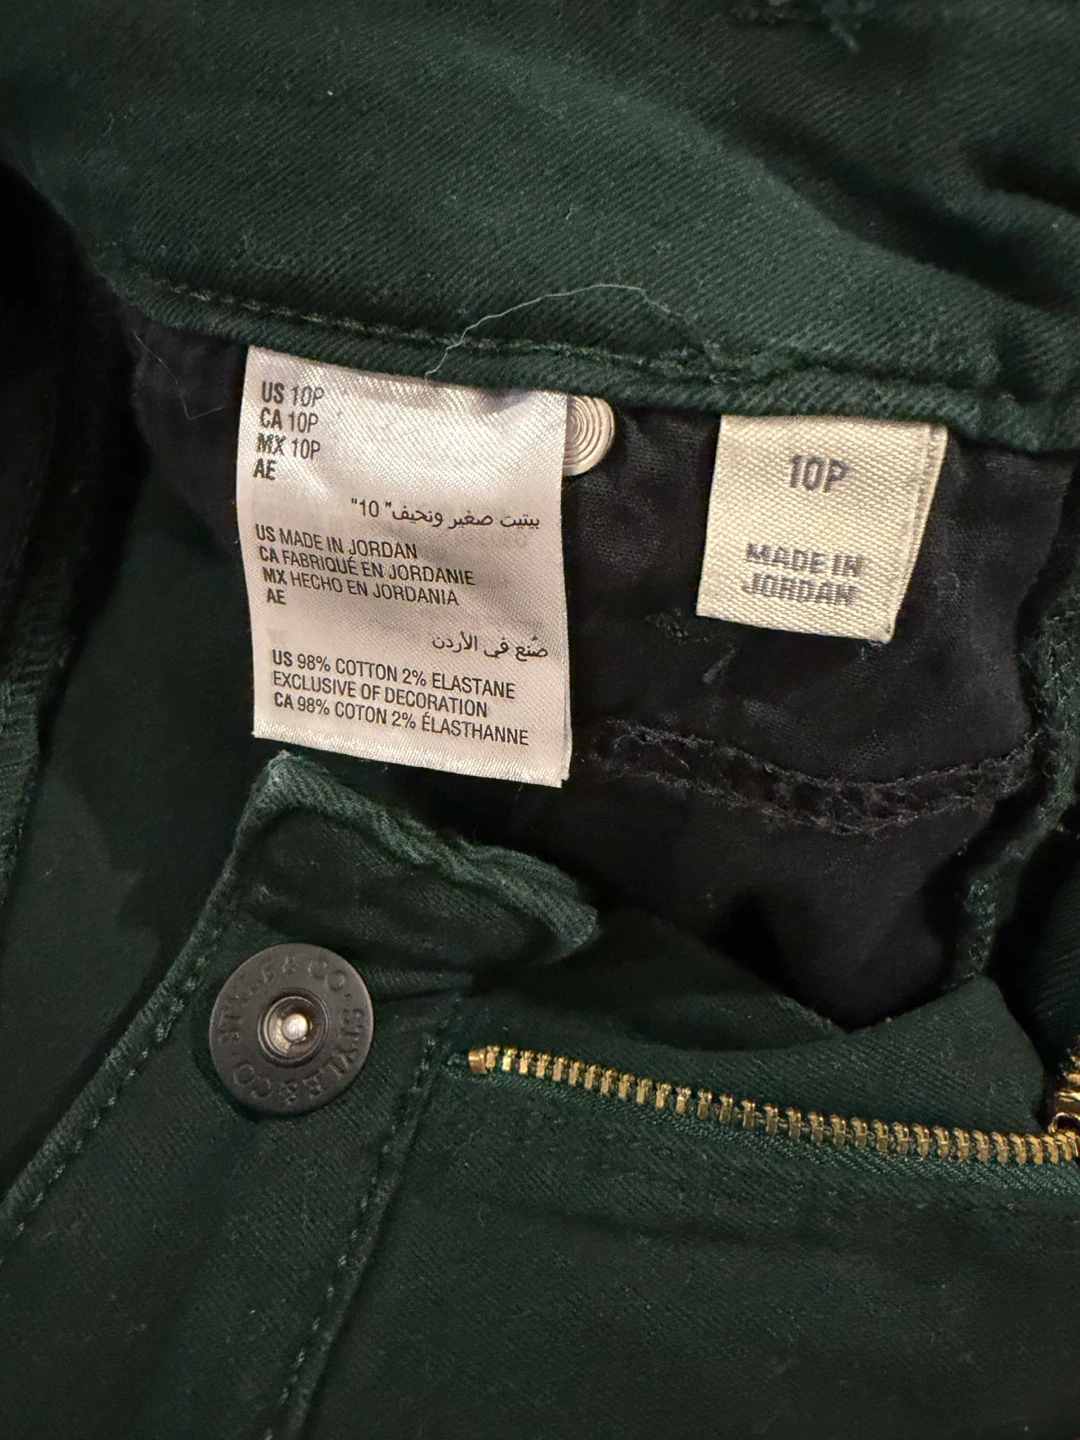 US 10P
CA 10P
MX 10P
AE
بيتيت صغير ونحيف" 10"
US MADE IN JORDAN
CA FABRIQUÉ EN JORDANIE
MX HECHO EN JORDANIA
AE
صُنع في الأردن
US 98% COTTON 2% ELASTANE
EXCLUSIVE OF DECORATION
CA 98% COTON 2% ÉLASTHANNE
10P
MADE IN
JORDAN
STYLE & CO · STYLE & CO ·